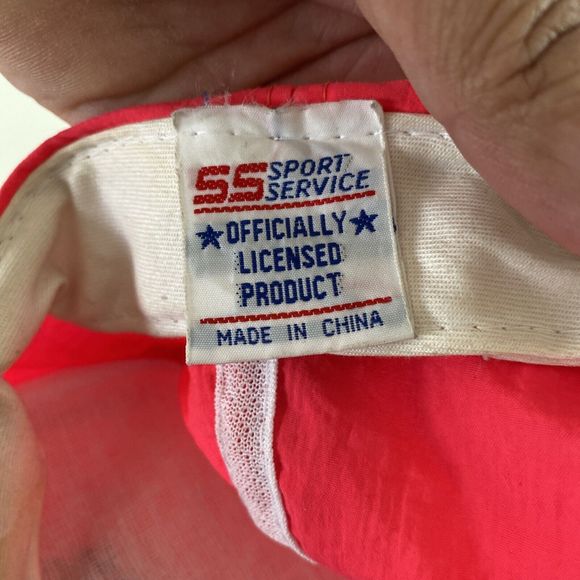 SS SPORT
SERVICE
OFFICIALLY
LICENSED
PRODUCT
MADE IN CHINA